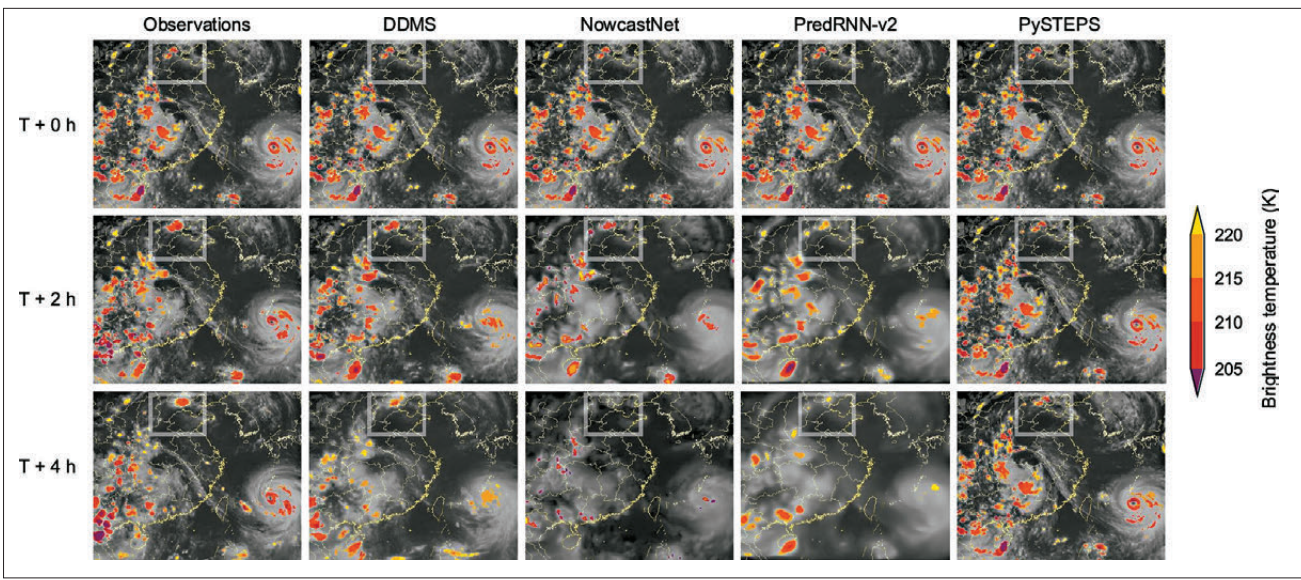 Observations DDMS NowcastNet PredRNN-v2 PySTEPS
T + 0 h
T + 2 h
T + 4 h
220
215
210
205
Brightness temperature (K)